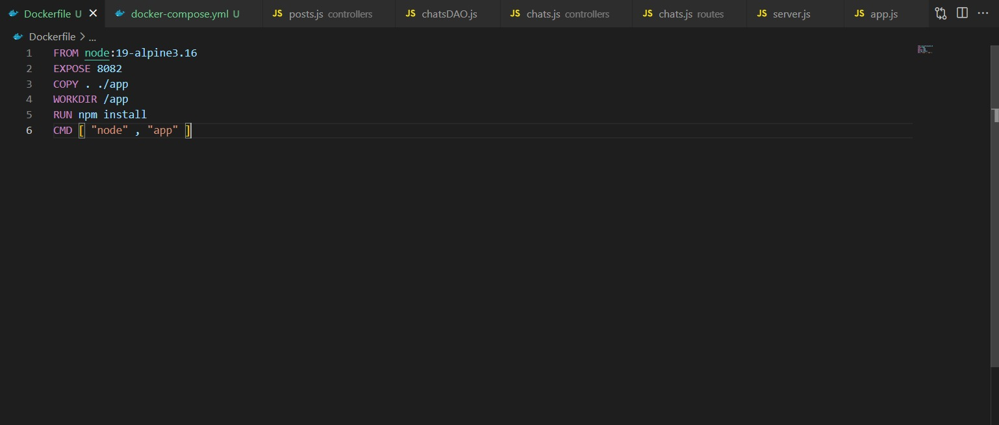 Dockerfile U docker-compose.yml U JS posts.js controllers JS chatsDAO.js JS chats.js controllers JS chats.js routes JS server.js JS app.js
Dockerfile > ...
1 FROM node:19-alpine3.16
2 EXPOSE 8082
3 COPY . ./app
4 WORKDIR /app
5 RUN npm install
6 CMD [ "node" , "app" ]